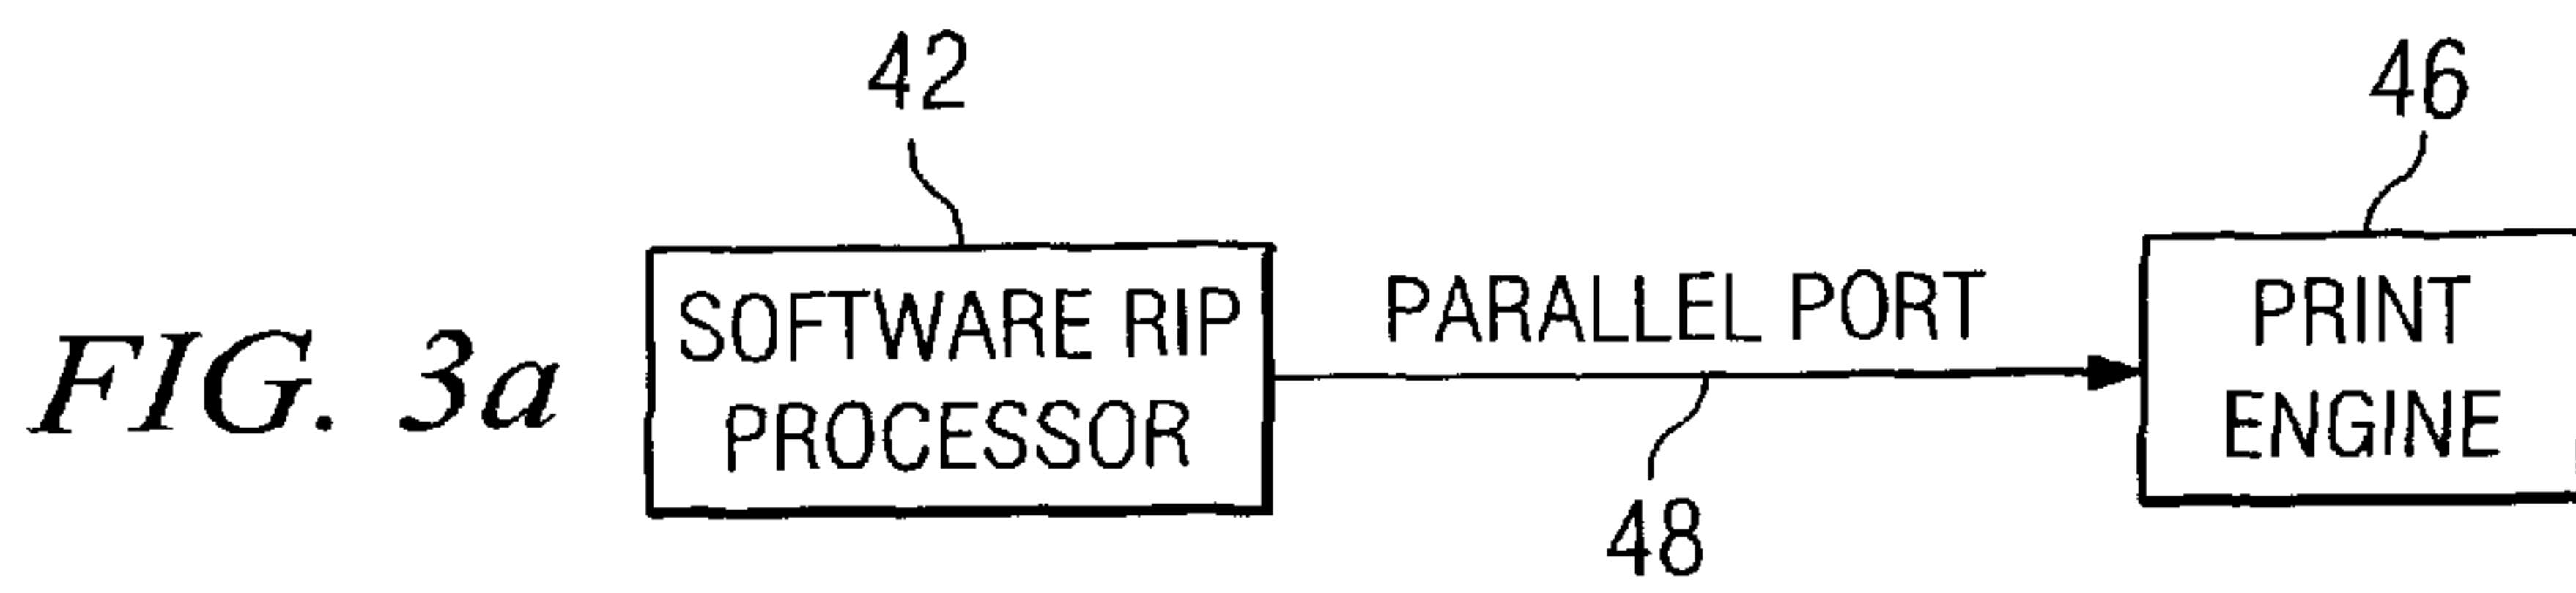 42
46
FIG. 3a
SOFTWARE RIP
PROCESSOR
PARALLEL PORT
48
PRINT
ENGINE